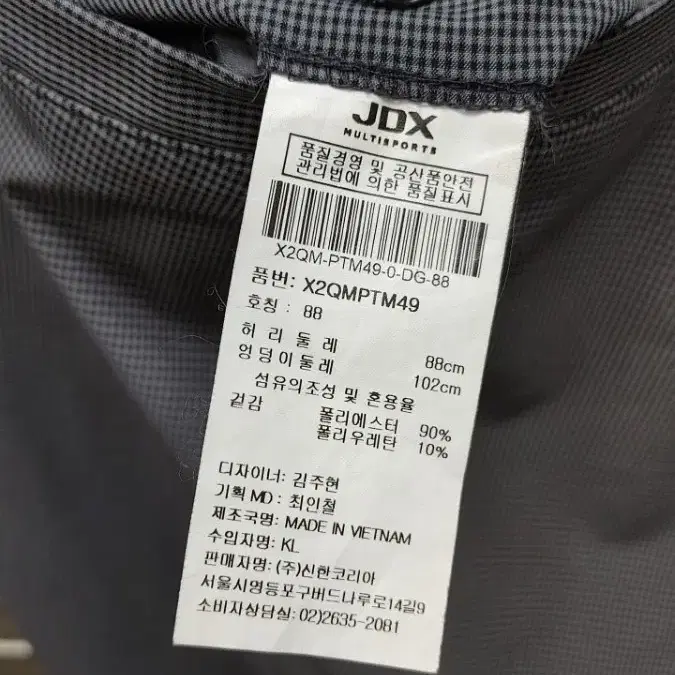 JDX
MULTISPORTS
품질경영 및 공산품안전
관리법에 의한 품질표시
X2QM-PTM49-0-DG-88
품번: X2QMPTM49
호칭 : 88
허 리 둘 레 88cm
엉덩이둘레 102cm
섬유의조성 및 혼용율
겉감 폴리에스터 90%
폴리우레탄 10%
디자이너: 김주현
기획 MD : 최인철
제조국명: MADE IN VIETNAM
수입자명: KL
판매자명: (주)신한코리아
서울시영등포구버드나루로14길9
소비자상담실: 02)2635-2081